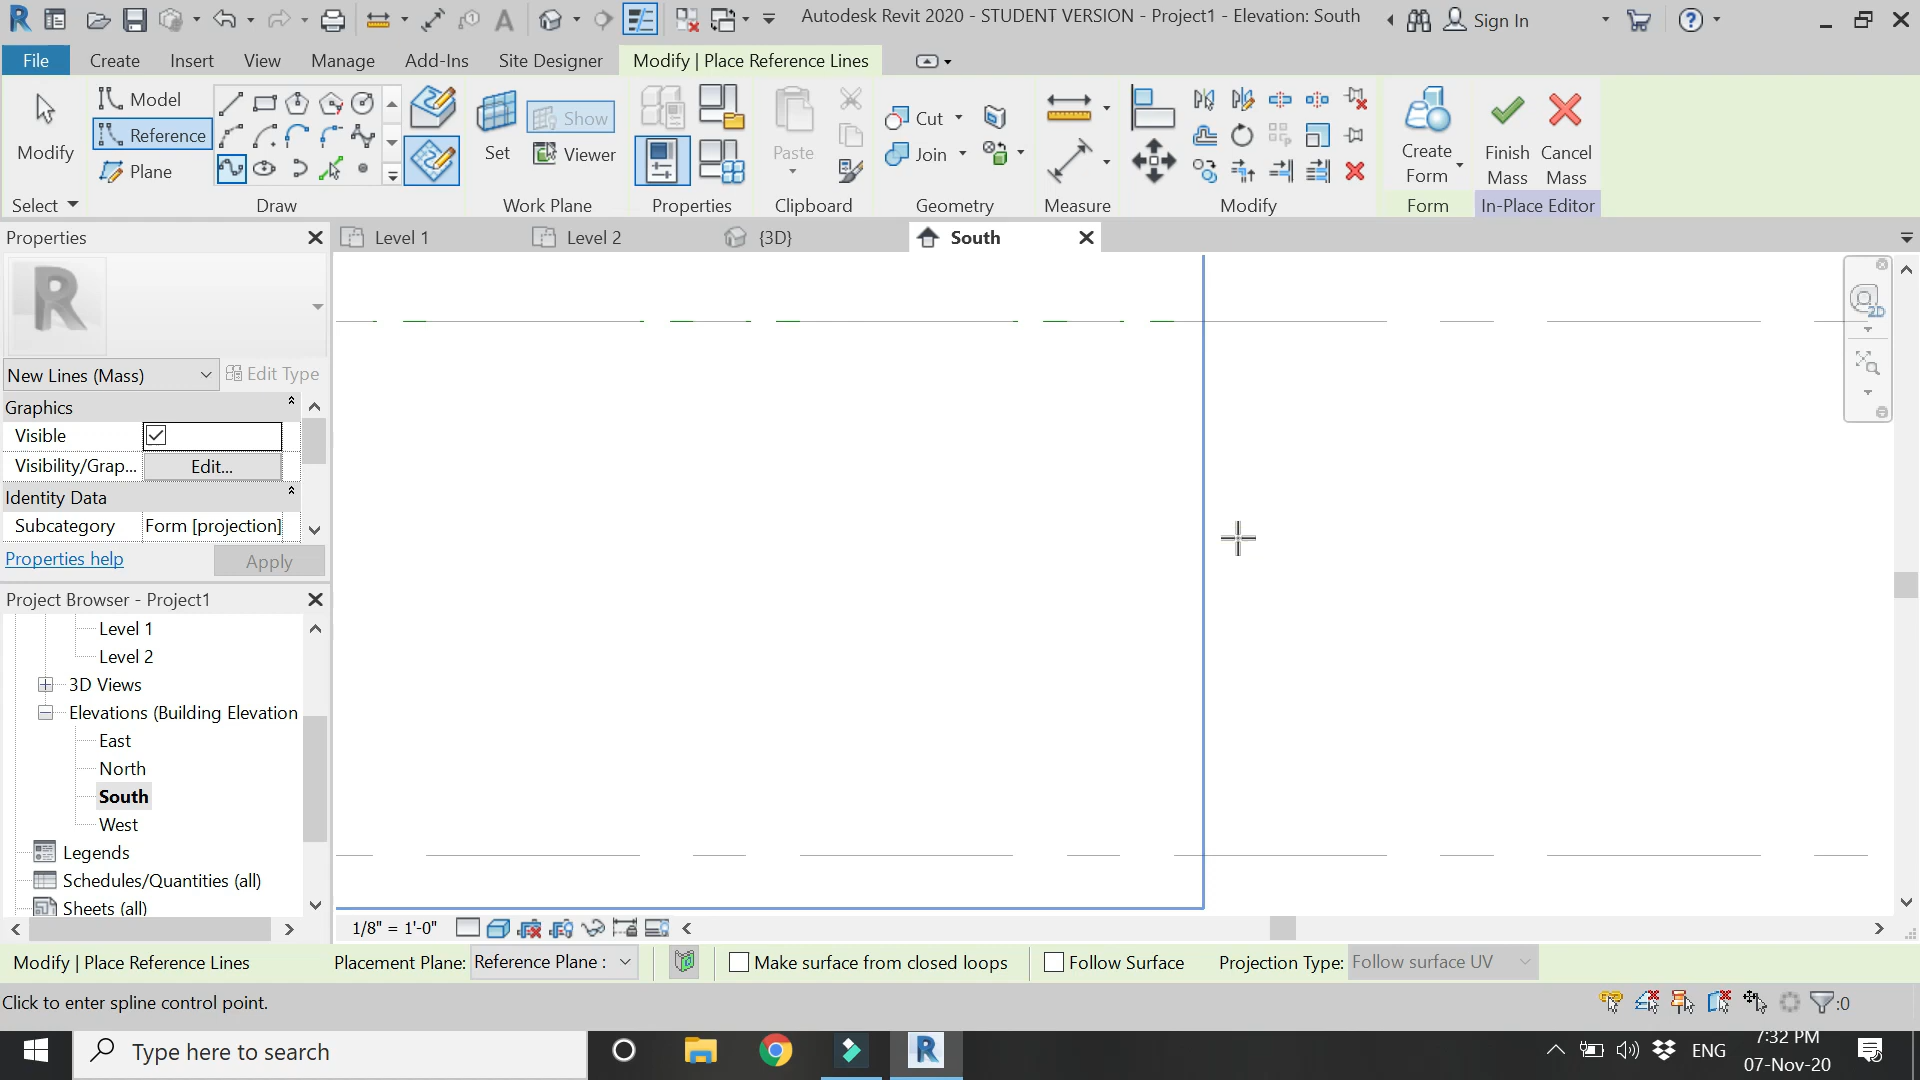 Autodesk Revit 2020 - STUDENT VERSION - Project1 - Elevation: South
Sign In
File Create Insert View Manage Add-Ins Site Designer Modify | Place Reference Lines
Modify
Model
Reference
Plane
Set
Show
Viewer
Paste
Cut
Join
Create Form
Finish Mass
Cancel Mass
Select Draw Work Plane Properties Clipboard Geometry Measure Modify Form In-Place Editor
Properties
Level 1 Level 2 {3D} South
R
2D
New Lines (Mass) Edit Type
Graphics
Visible
Visibility/Grap... Edit...
Identity Data
Subcategory Form [projection]
Properties help Apply
Project Browser - Project1
Level 1
Level 2
3D Views
Elevations (Building Elevation
East
North
South
West
Legends
Schedules/Quantities (all)
Sheets (all)
1/8" = 1'-0"
Modify | Place Reference Lines Placement Plane: Reference Plane : Make surface from closed loops Follow Surface Projection Type: Follow surface UV
Click to enter spline control point. :0
Type here to search
ENG
7:32 PM
07-Nov-20